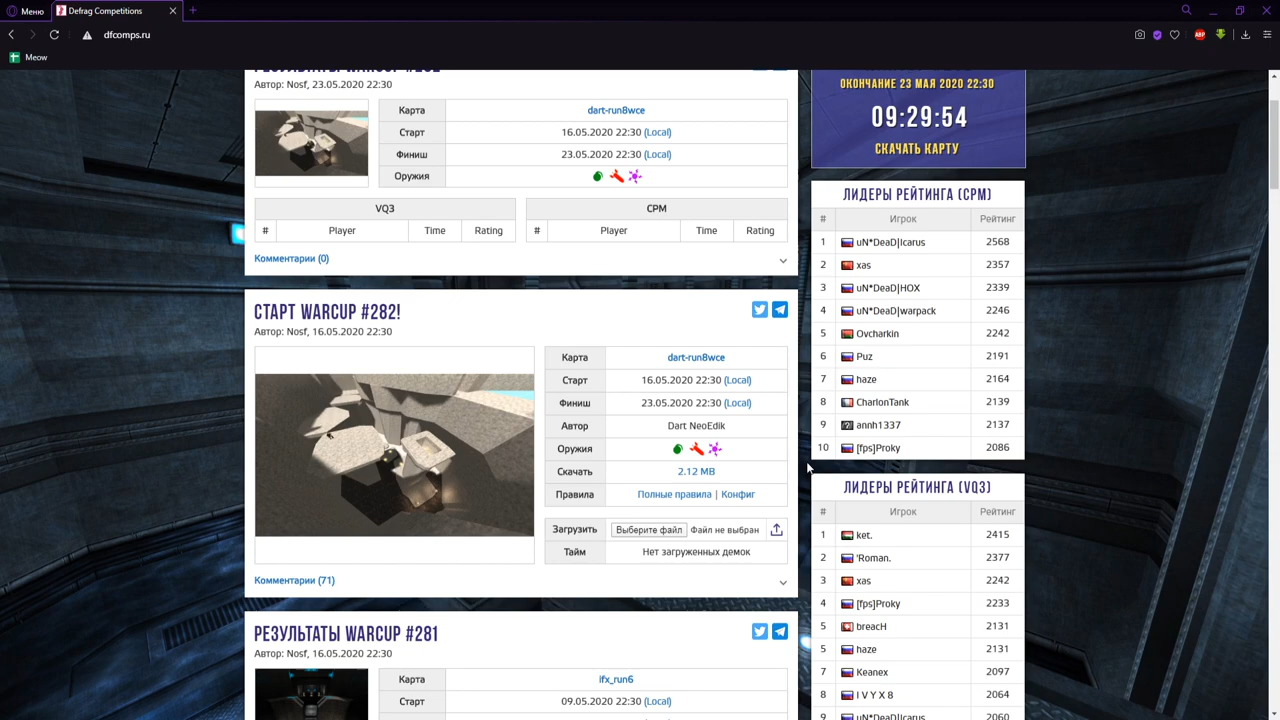 Меню
Defrag Competitions
dfcomps.ru
Meow
Автор: Nosf, 23.05.2020 22:30
Карта dart-run8wce
Старт 16.05.2020 22:30 (Local)
Финиш 23.05.2020 22:30 (Local)
Оружия
VQ3
# Player Time Rating
CPM
# Player Time Rating
Комментарии (0)
СТАРТ WARCUP #282!
Автор: Nosf, 16.05.2020 22:30
Карта dart-run8wce
Старт 16.05.2020 22:30 (Local)
Финиш 23.05.2020 22:30 (Local)
Автор Dart NeoEdik
Оружия
Скачать 2.12 MB
Правила Полные правила | Конфиг
Загрузить Выберите файл Файл не выбран
Тайм Нет загруженных демок
Комментарии (71)
РЕЗУЛЬТАТЫ WARCUP #281
Автор: Nosf, 16.05.2020 22:30
Карта ifx_run6
Старт 09.05.2020 22:30 (Local)
ОКОНЧАНИЕ 23 МАЯ 2020 22:30
09:29:54
СКАЧАТЬ КАРТУ
ЛИДЕРЫ РЕЙТИНГА (CPM)
# Игрок Рейтинг
1 uN*DeaD|Icarus 2568
2 xas 2357
3 uN*DeaD|HOX 2339
4 uN*DeaD|warpack 2246
5 Ovcharkin 2242
6 Puz 2191
7 haze 2164
8 CharlonTank 2139
9 annh1337 2137
10 [fps]Proky 2086
ЛИДЕРЫ РЕЙТИНГА (VQ3)
# Игрок Рейтинг
1 ket. 2415
2 'Roman. 2377
3 xas 2242
4 [fps]Proky 2233
5 breacH 2131
5 haze 2131
7 Keanex 2097
8 I V Y X 8 2064
9 uN*DeaD|Icarus 2060